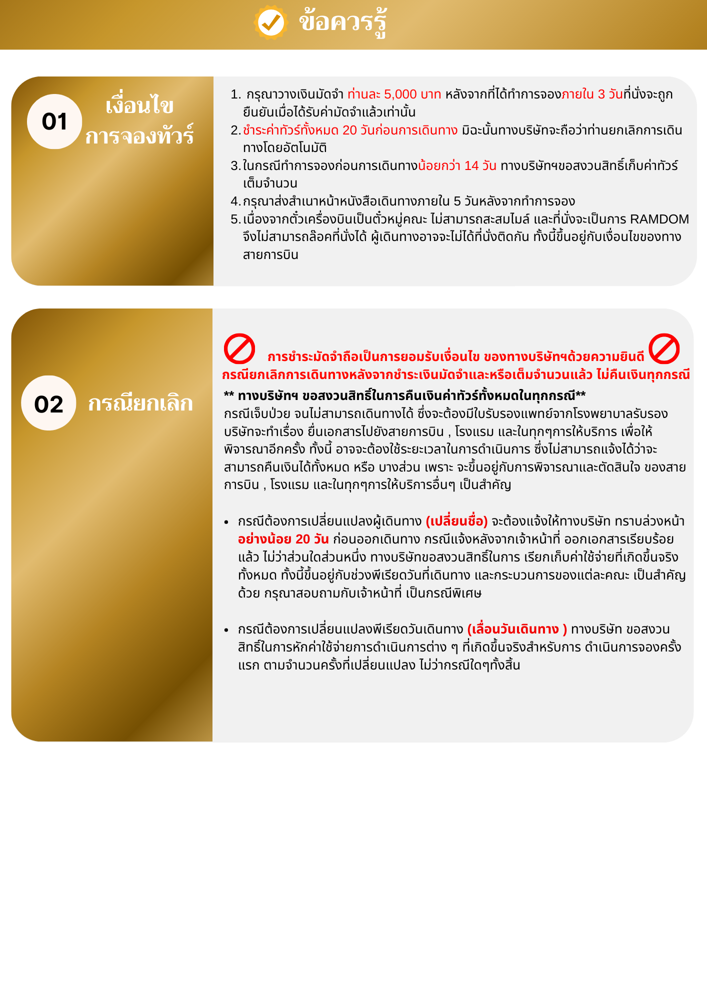 ข้อควรรู้
01
เงื่อนไข
การจองทัวร์
1. กรุณาวางเงินมัดจำ ท่านละ 5,000 บาท หลังจากที่ได้ทำการจองภายใน 3 วันที่นั่งจะถูก
ยืนยันเมื่อได้รับค่ามัดจำแล้วเท่านั้น
2. ชำระค่าทัวร์ทั้งหมด 20 วันก่อนการเดินทาง มิฉะนั้นทางบริษัทจะถือว่าท่านยกเลิกการเดิน
ทางโดยอัตโนมัติ
3. ในกรณีทำการจองก่อนการเดินทางน้อยกว่า 14 วัน ทางบริษัทฯขอสงวนสิทธิ์เก็บค่าทัวร์
เต็มจำนวน
4. กรุณาส่งสำเนาหน้าหนังสือเดินทางภายใน 5 วันหลังจากทำการจอง
5. เนื่องจากตั๋วเครื่องบินเป็นตั๋วหมู่คณะ ไม่สามารถสะสมไมล์ และที่นั่งจะเป็นการ RAMDOM
จึงไม่สามารถล๊อคที่นั่งได้ ผู้เดินทางอาจจะไม่ได้ที่นั่งติดกัน ทั้งนี้ขึ้นอยู่กับเงื่อนไขของทาง
สายการบิน
02
กรณียกเลิก
การชำระมัดจำถือเป็นการยอมรับเงื่อนไข ของทางบริษัทฯด้วยความยินดี
กรณียกเลิกการเดินทางหลังจากชำระเงินมัดจำและหรือเต็มจำนวนแล้ว ไม่คืนเงินทุกกรณี
** ทางบริษัทฯ ขอสงวนสิทธิ์ในการคืนเงินค่าทัวร์ทั้งหมดในทุกกรณี**
กรณีเจ็บป่วย จนไม่สามารถเดินทางได้ ซึ่งจะต้องมีใบรับรองแพทย์จากโรงพยาบาลรับรอง
บริษัทจะทำเรื่อง ยื่นเอกสารไปยังสายการบิน , โรงแรม และในทุกๆการให้บริการ เพื่อให้
พิจารณาอีกครั้ง ทั้งนี้ อาจจะต้องใช้ระยะเวลาในการดำเนินการ ซึ่งไม่สามารถแจ้งได้ว่าจะ
สามารถคืนเงินได้ทั้งหมด หรือ บางส่วน เพราะ จะขึ้นอยู่กับการพิจารณาและตัดสินใจ ของสาย
การบิน , โรงแรม และในทุกๆการให้บริการอื่นๆ เป็นสำคัญ
• กรณีต้องการเปลี่ยนแปลงผู้เดินทาง (เปลี่ยนชื่อ) จะต้องแจ้งให้ทางบริษัท ทราบล่วงหน้า
อย่างน้อย 20 วัน ก่อนออกเดินทาง กรณีแจ้งหลังจากเจ้าหน้าที่ ออกเอกสารเรียบร้อย
แล้ว ไม่ว่าส่วนใดส่วนหนึ่ง ทางบริษัทขอสงวนสิทธิ์ในการ เรียกเก็บค่าใช้จ่ายที่เกิดขึ้นจริง
ทั้งหมด ทั้งนี้ขึ้นอยู่กับช่วงพีเรียดวันที่เดินทาง และกระบวนการของแต่ละคณะ เป็นสำคัญ
ด้วย กรุณาสอบถามกับเจ้าหน้าที่ เป็นกรณีพิเศษ
• กรณีต้องการเปลี่ยนแปลงพีเรียดวันเดินทาง (เลื่อนวันเดินทาง ) ทางบริษัท ขอสงวน
สิทธิ์ในการหักค่าใช้จ่ายการดำเนินการต่าง ๆ ที่เกิดขึ้นจริงสำหรับการ ดำเนินการจองครั้ง
แรก ตามจำนวนครั้งที่เปลี่ยนแปลง ไม่ว่ากรณีใดๆทั้งสิ้น